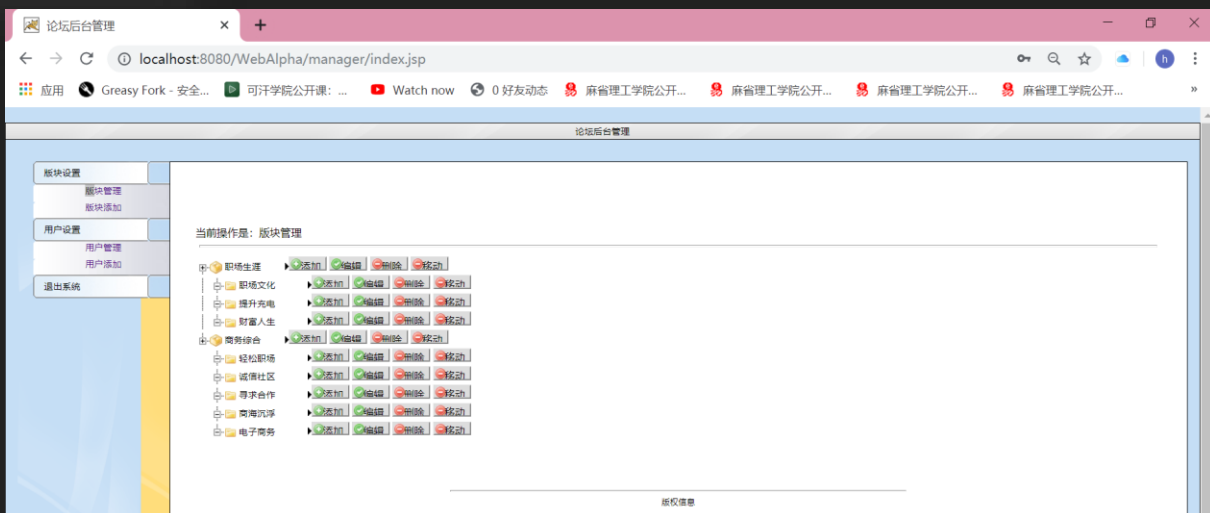 论坛后台管理
localhost:8080/WebAlpha/manager/index.jsp
h
应用 Greasy Fork - 安全... 可汗学院公开课：... Watch now 0 好友动态 麻省理工学院公开... 麻省理工学院公开... 麻省理工学院公开... 麻省理工学院公开... »
论坛后台管理
版块设置
版块管理
版块添加
用户设置
用户管理
用户添加
退出系统
当前操作是：版块管理
职场生涯 添加 编辑 删除 移动
职场文化 添加 编辑 删除 移动
提升充电 添加 编辑 删除 移动
财富人生 添加 编辑 删除 移动
商务综合 添加 编辑 删除 移动
轻松职场 添加 编辑 删除 移动
诚信社区 添加 编辑 删除 移动
寻求合作 添加 编辑 删除 移动
商海沉浮 添加 编辑 删除 移动
电子商务 添加 编辑 删除 移动
版权信息